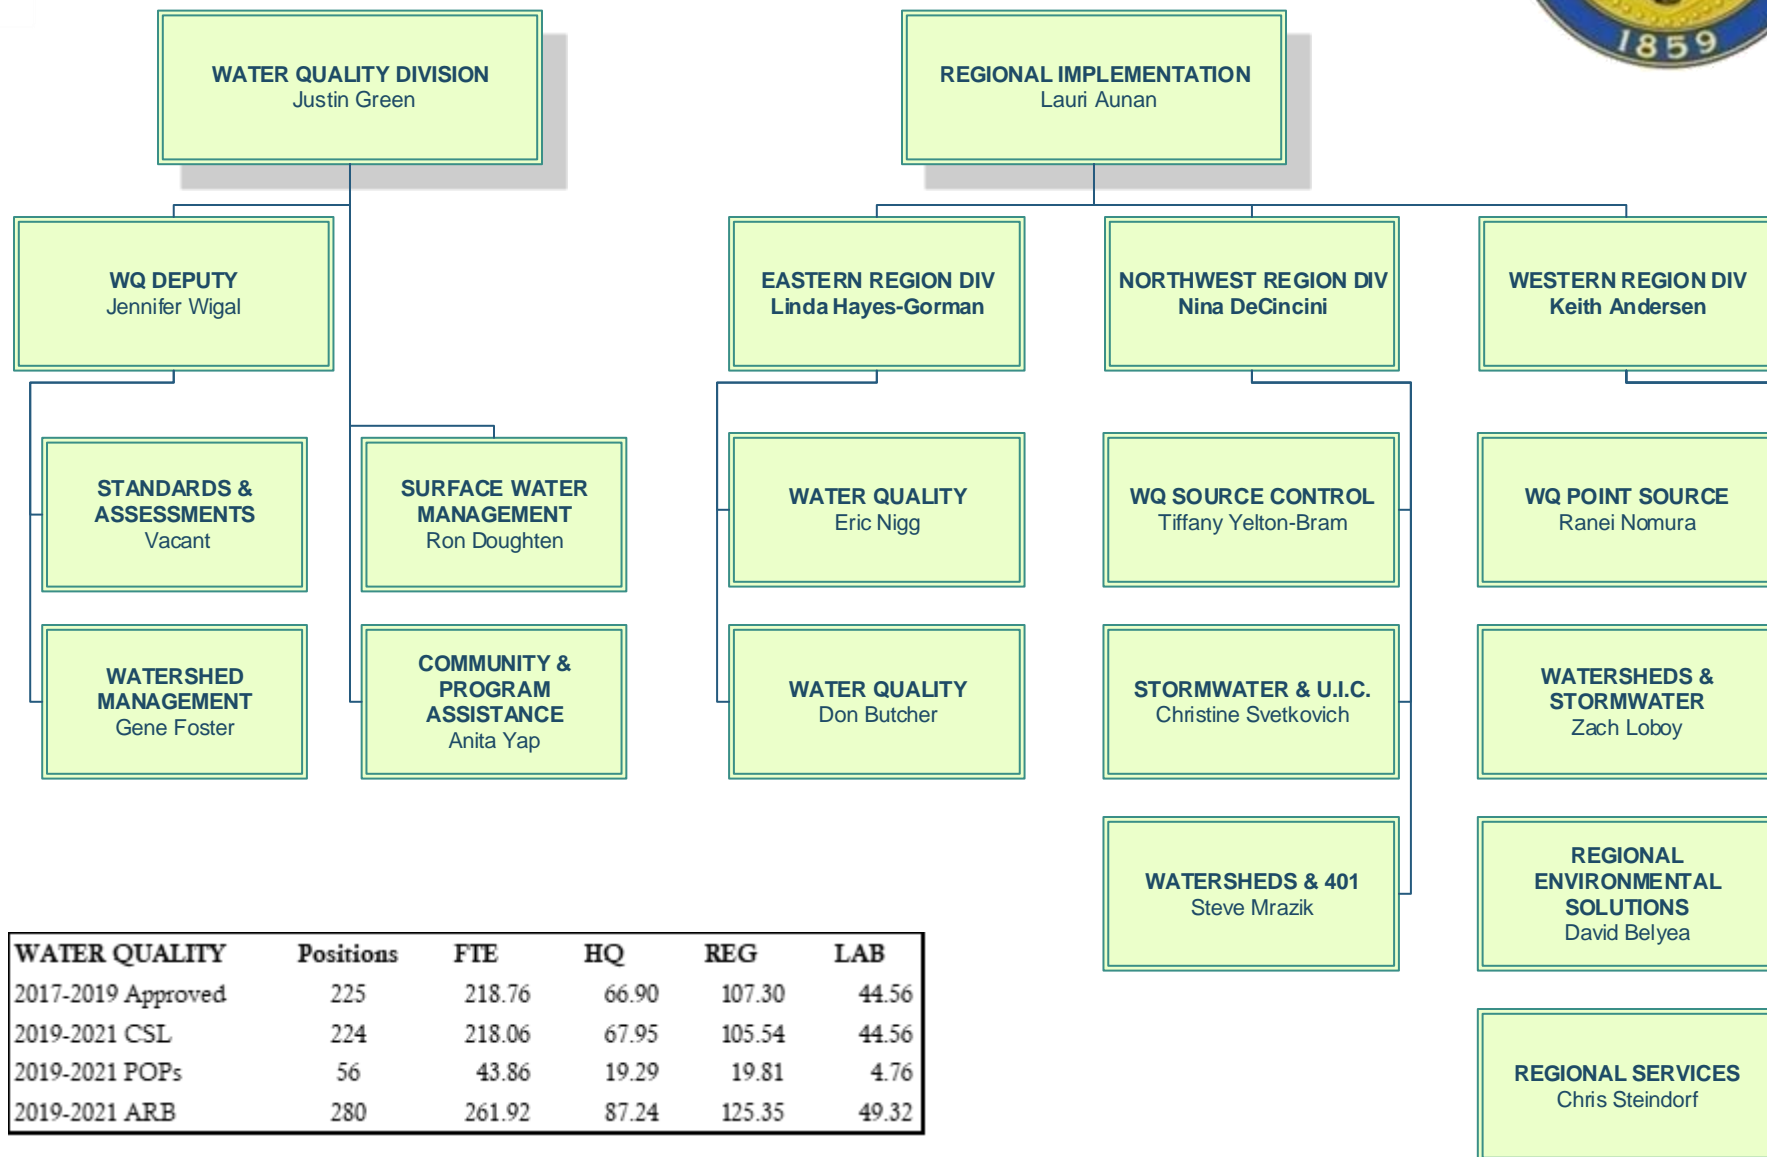 1859
WATER QUALITY DIVISION
Justin Green
REGIONAL IMPLEMENTATION
Lauri Aunan
WQ DEPUTY
Jennifer Wigal
EASTERN REGION DIV
Linda Hayes-Gorman
NORTHWEST REGION DIV
Nina DeCincini
WESTERN REGION DIV
Keith Andersen
STANDARDS &
ASSESSMENTS
Vacant
SURFACE WATER
MANAGEMENT
Ron Doughten
WATER QUALITY
Eric Nigg
WQ SOURCE CONTROL
Tiffany Yelton-Bram
WQ POINT SOURCE
Ranei Nomura
WATERSHED
MANAGEMENT
Gene Foster
COMMUNITY &
PROGRAM
ASSISTANCE
Anita Yap
WATER QUALITY
Don Butcher
STORMWATER & U.I.C.
Christine Svetkovich
WATERSHEDS &
STORMWATER
Zach Loboy
WATERSHEDS & 401
Steve Mrazik
REGIONAL
ENVIRONMENTAL
SOLUTIONS
David Belyea
REGIONAL SERVICES
Chris Steindorf
WATER QUALITY Positions FTE HQ REG LAB
2017-2019 Approved 225 218.76 66.90 107.30 44.56
2019-2021 CSL 224 218.06 67.95 105.54 44.56
2019-2021 POPs 56 43.86 19.29 19.81 4.76
2019-2021 ARB 280 261.92 87.24 125.35 49.32